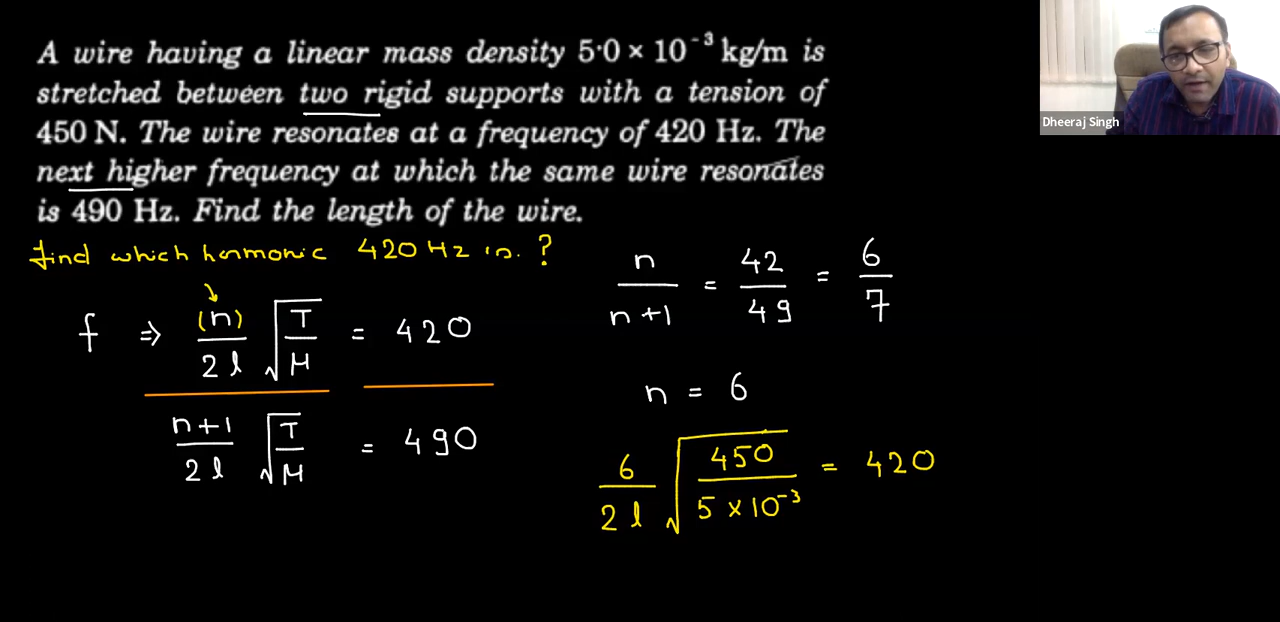 A wire having a linear mass density 5·0 × 10⁻³ kg/m is
stretched between two rigid supports with a tension of
450 N. The wire resonates at a frequency of 420 Hz. The
next higher frequency at which the same wire resonates
is 490 Hz. Find the length of the wire.
Dheeraj Singh
find which harmonic 420 Hz is. ?
f ⇒ (n)/2l √(T/μ) = 420
n+1/2l √(T/μ) = 490
n/n+1 = 42/49 = 6/7
n = 6
6/2l √(450/5×10⁻³) = 420